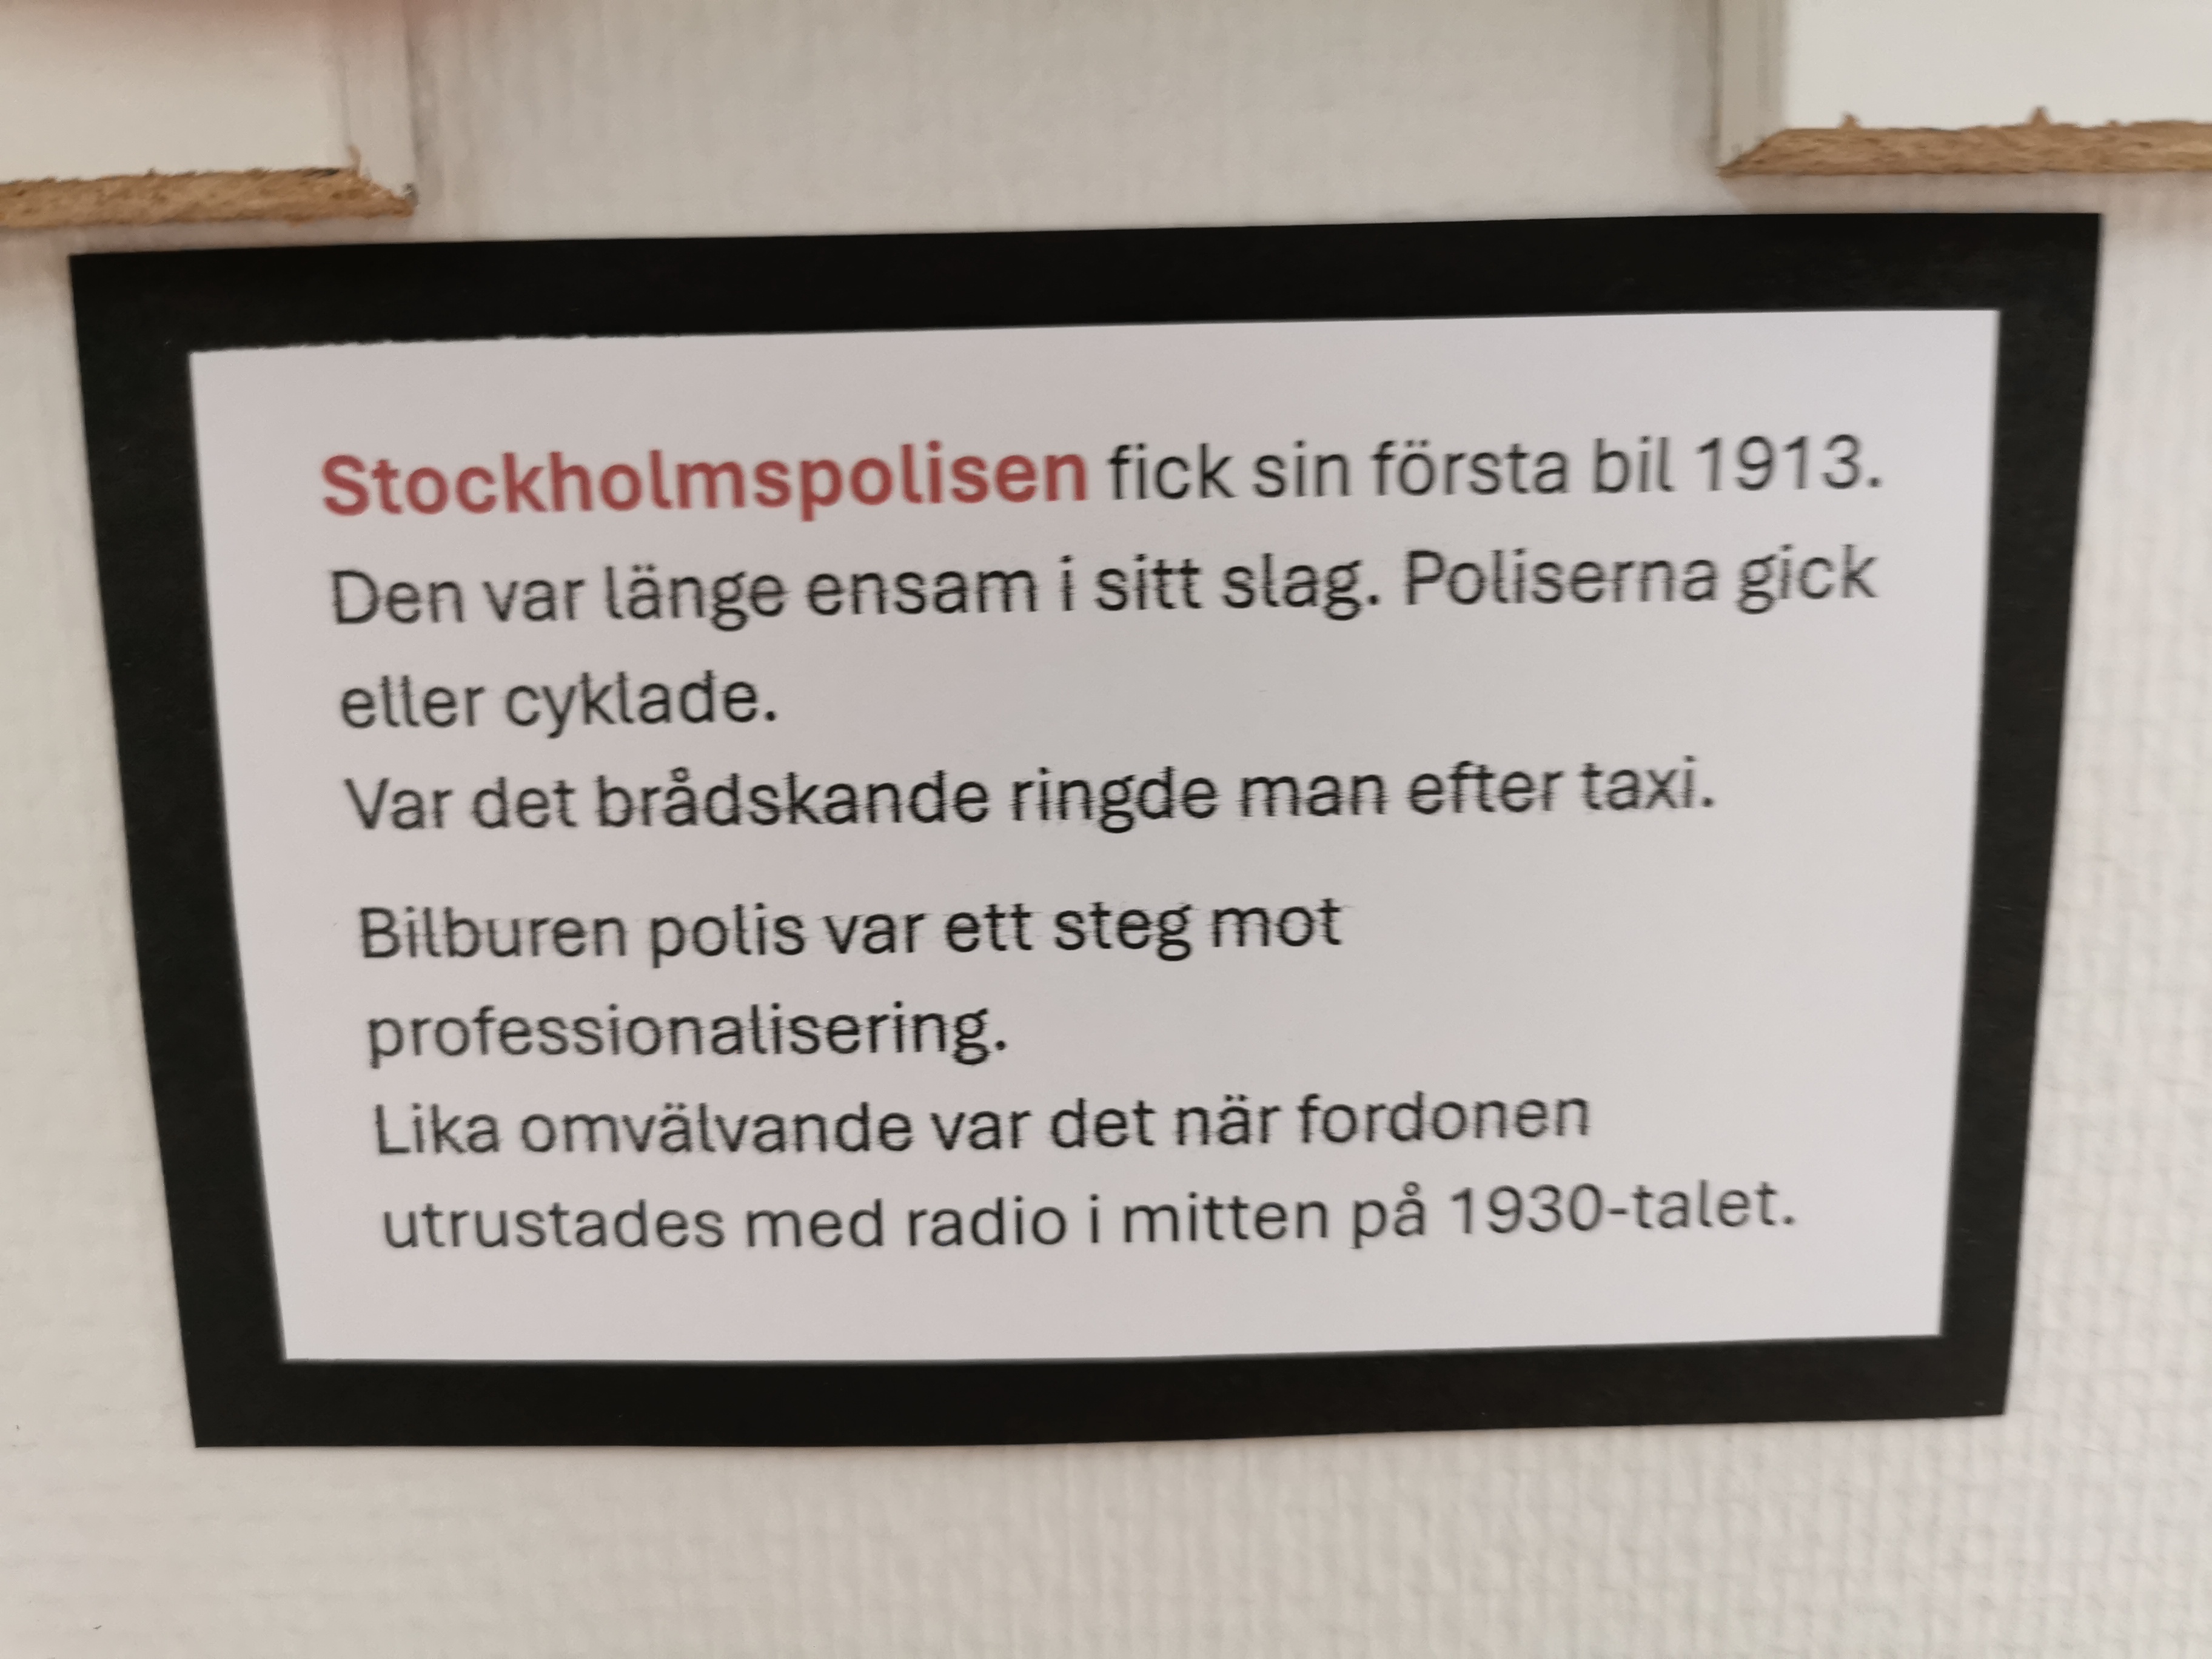 Stockholmspolisen fick sin första bil 1913.
Den var länge ensam i sitt slag. Poliserna gick
eller cyklade.
Var det brådskande ringde man efter taxi.
Bilburen polis var ett steg mot
professionalisering.
Lika omvälvande var det när fordonen
utrustades med radio i mitten på 1930-talet.